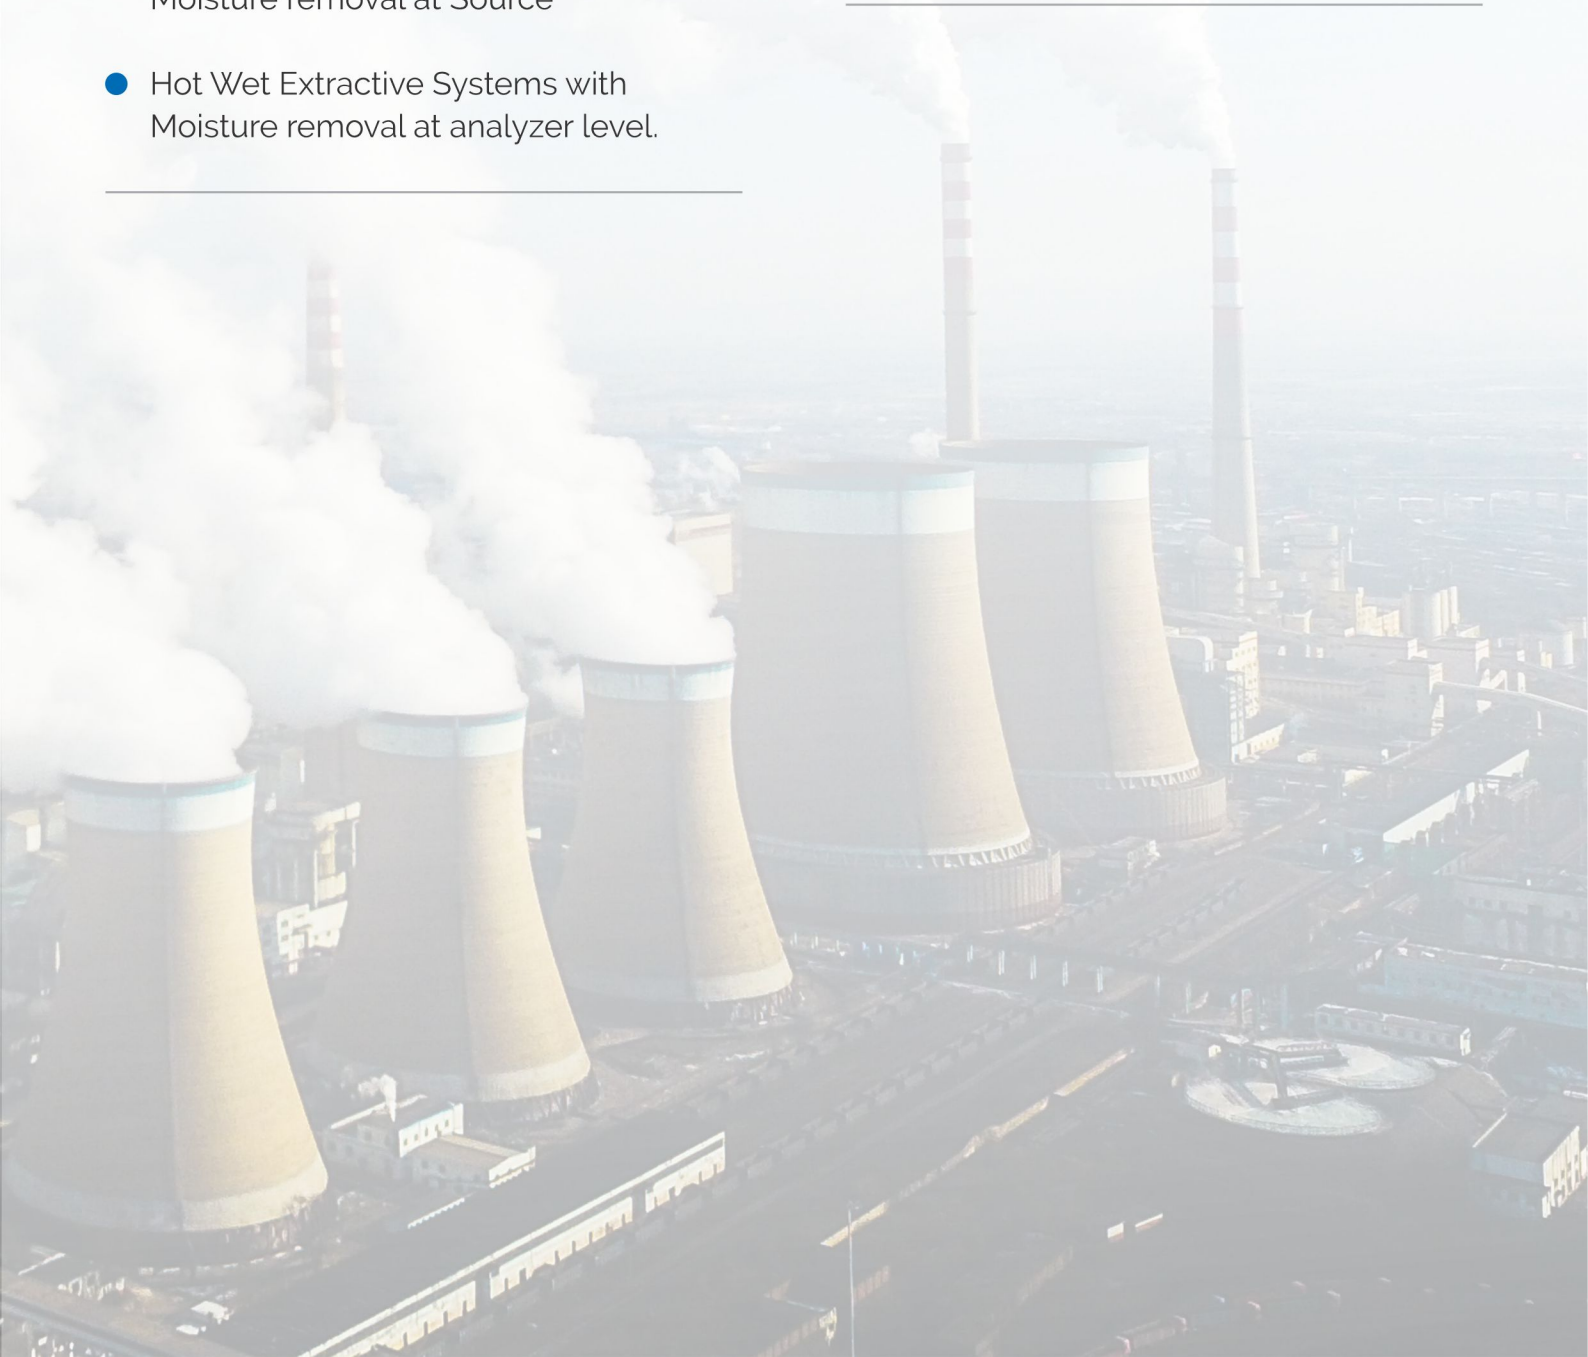 Moisture removal at Source
Hot Wet Extractive Systems with
Moisture removal at analyzer level.